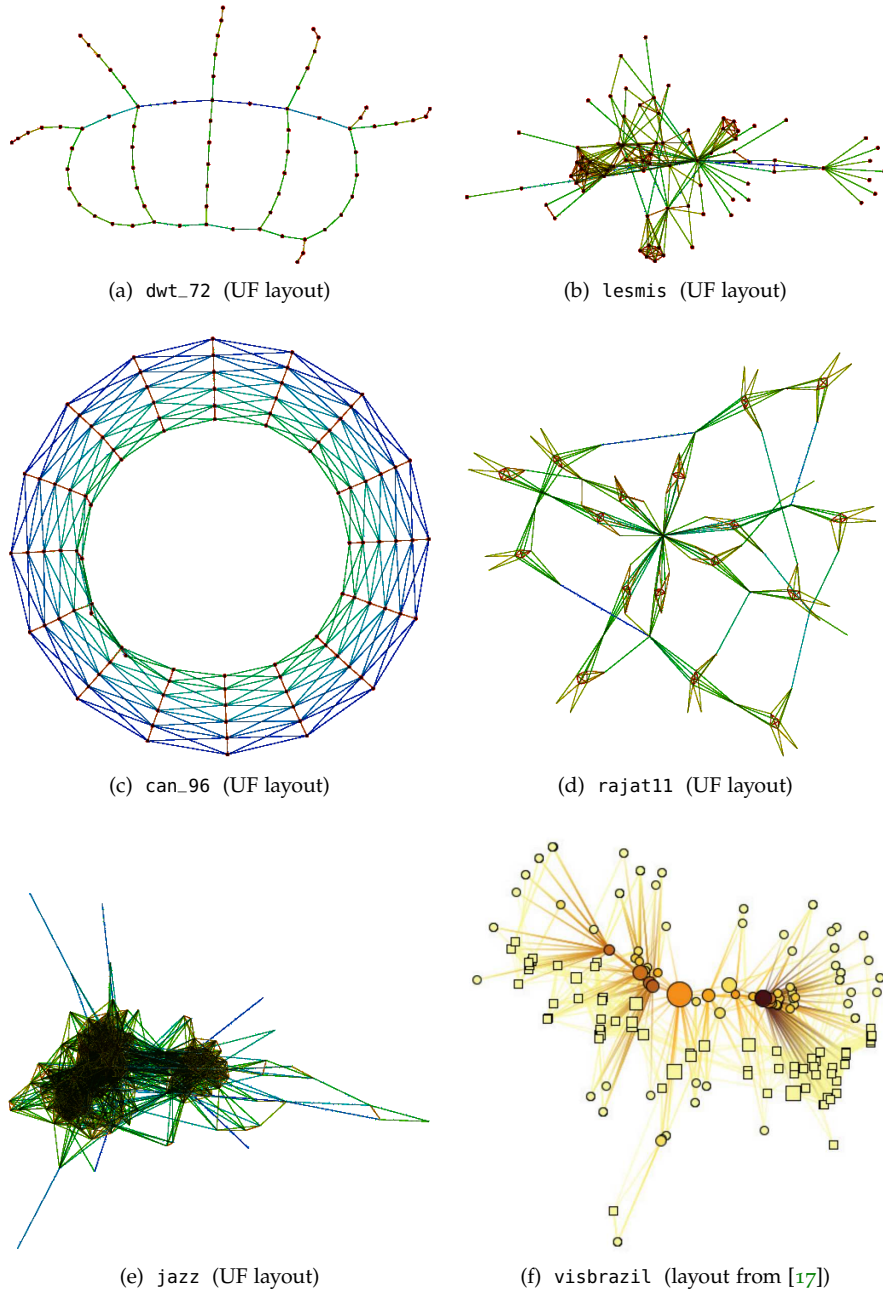 (a) dwt_72 (UF layout)
(b) lesmis (UF layout)
(c) can_96 (UF layout)
(d) rajat11 (UF layout)
(e) jazz (UF layout)
(f) visbrazil (layout from [17])